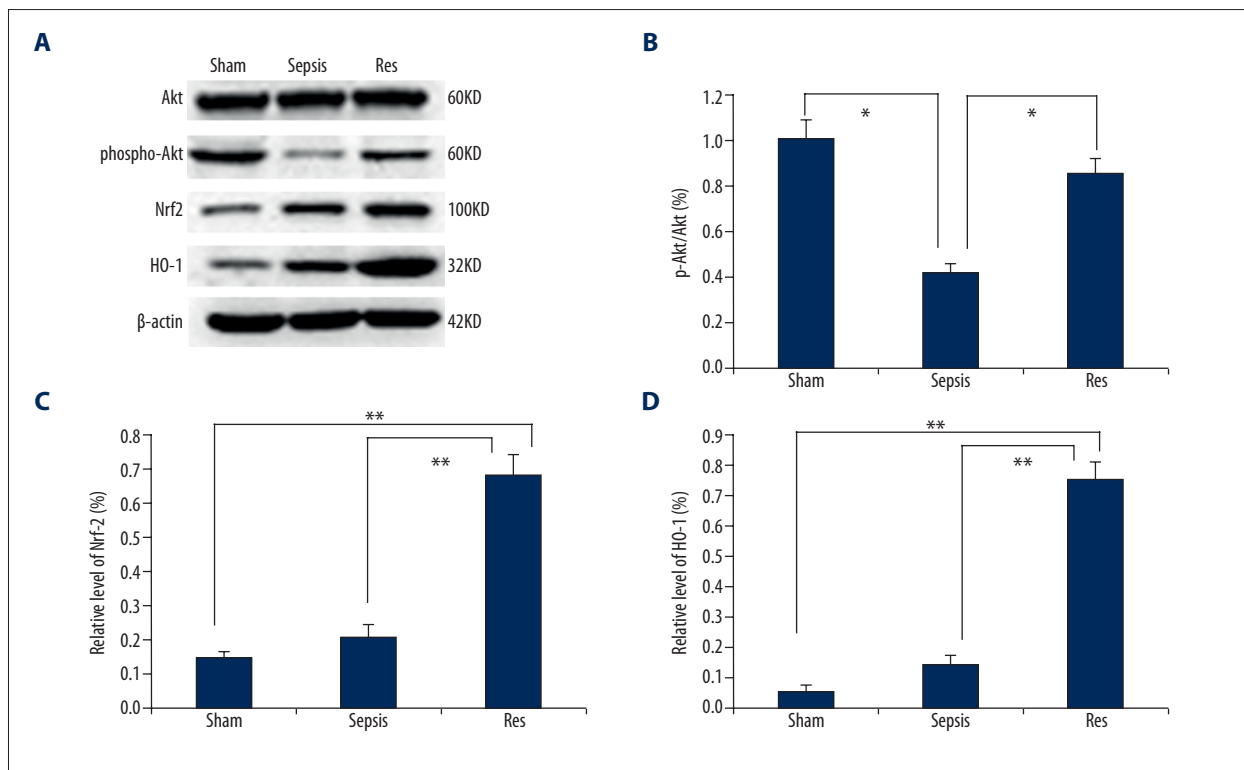 A
Sham Sepsis Res
Akt 60KD
phospho-Akt 60KD
Nrf2 100KD
HO-1 32KD
β-actin 42KD
B
p-Akt/Akt (%)
1.2
1.0
0.8
0.6
0.4
0.2
0.0
* *
Sham Sepsis Res
C
Relative level of Nrf-2 (%)
0.8
0.7
0.6
0.5
0.4
0.3
0.2
0.1
0.0
**
**
Sham Sepsis Res
D
Relative level of HO-1 (%)
0.9
0.8
0.7
0.6
0.5
0.4
0.3
0.2
0.1
0.0
**
**
Sham Sepsis Res